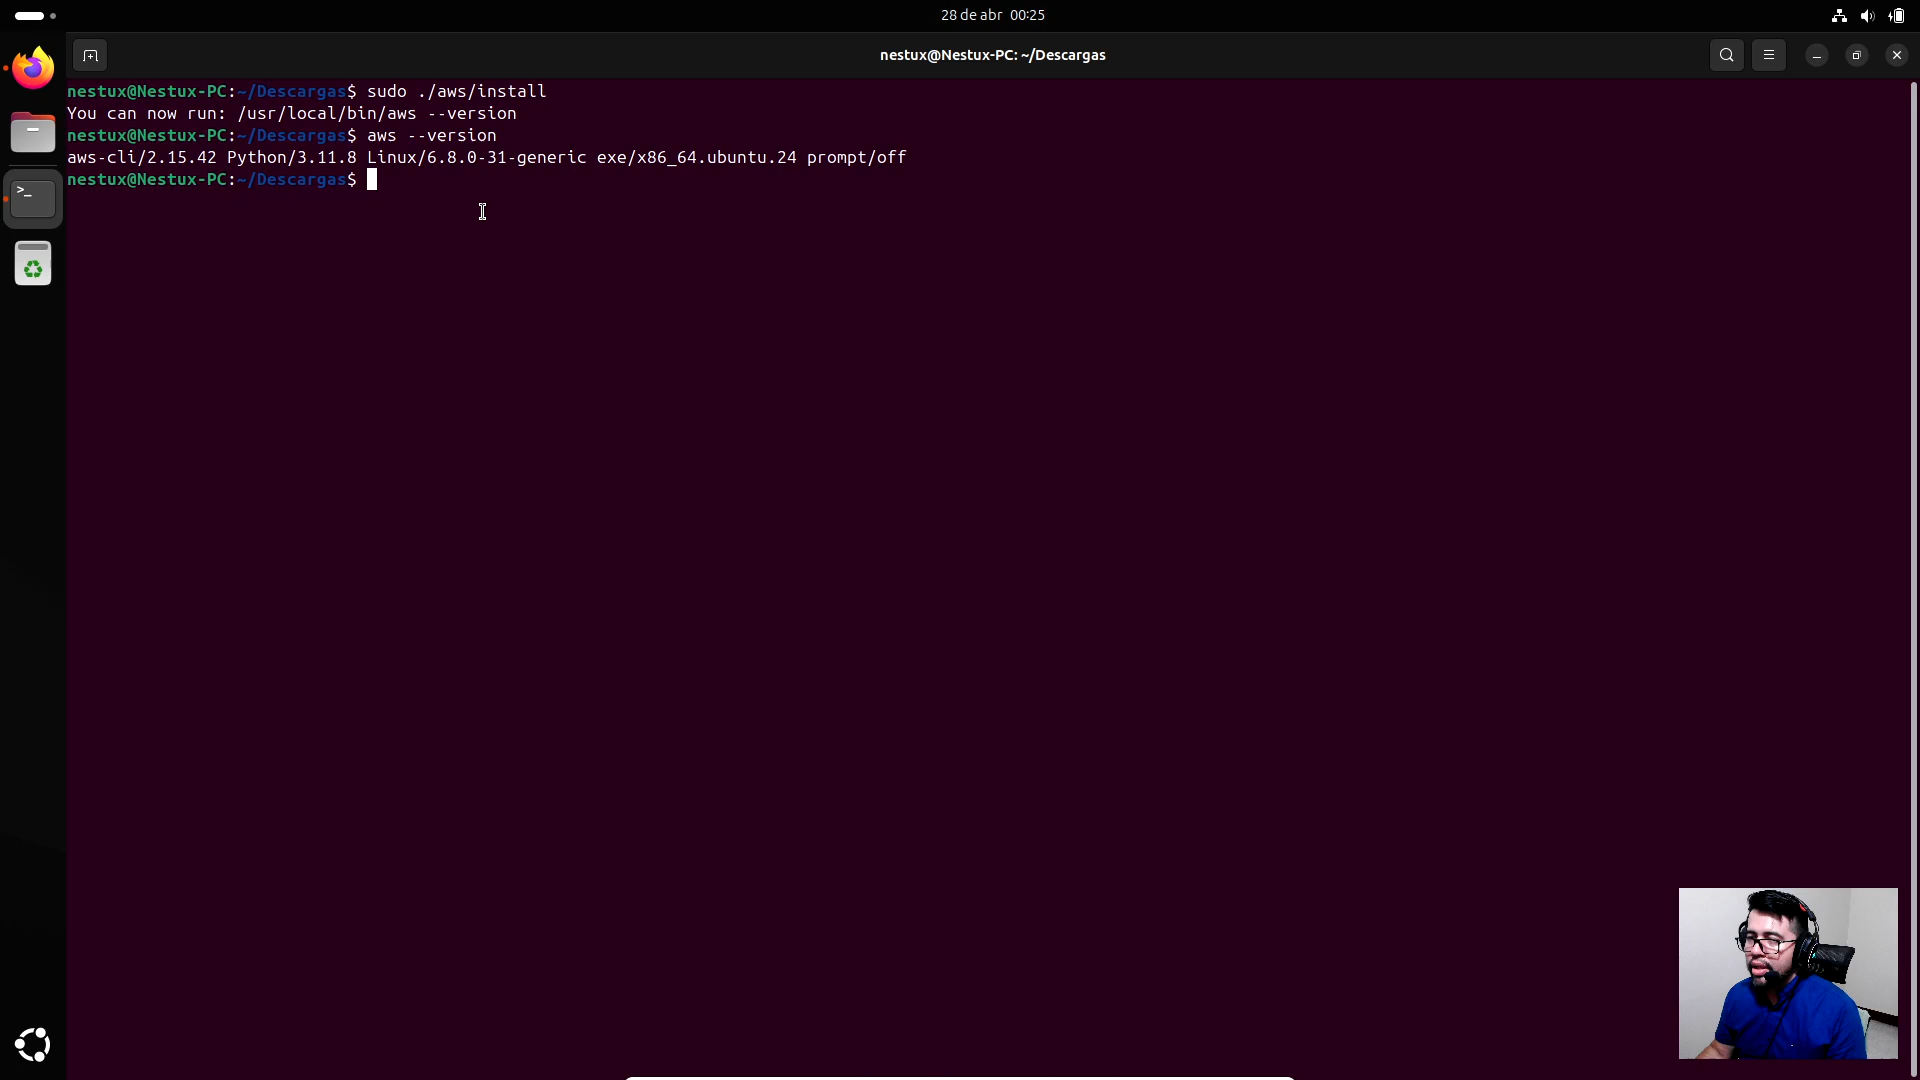 28 de abr 00:25
nestux@Nestux-PC: ~/Descargas
nestux@Nestux-PC:~/Descargas$ sudo ./aws/install
You can now run: /usr/local/bin/aws --version
nestux@Nestux-PC:~/Descargas$ aws --version
aws-cli/2.15.42 Python/3.11.8 Linux/6.8.0-31-generic exe/x86_64.ubuntu.24 prompt/off
nestux@Nestux-PC:~/Descargas$